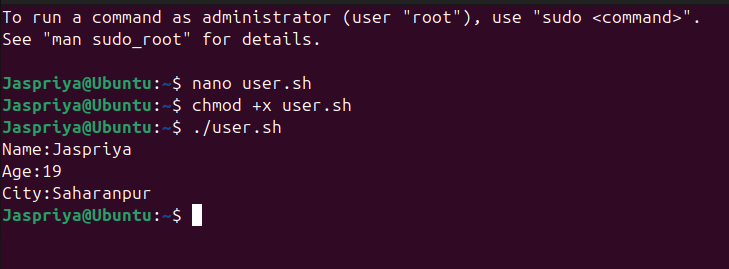 To run a command as administrator (user "root"), use "sudo <command>".
See "man sudo_root" for details.
Jaspriya@Ubuntu:~$ nano user.sh
Jaspriya@Ubuntu:~$ chmod +x user.sh
Jaspriya@Ubuntu:~$ ./user.sh
Name:Jaspriya
Age:19
City:Saharanpur
Jaspriya@Ubuntu:~$